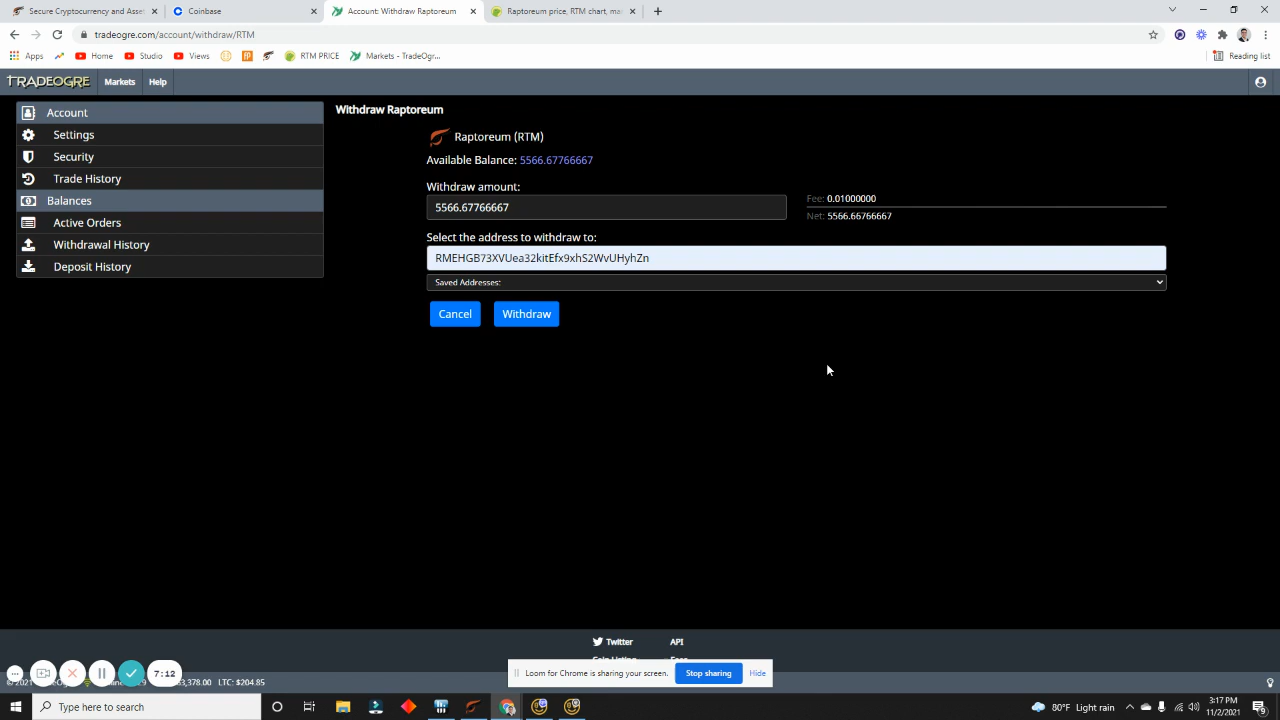 Secure Cryptocurrency and Asset
Coinbase
Account: Withdraw Raptoreum
Raptoreum price, RTM chart, ma
tradeogre.com/account/withdraw/RTM
Apps
Home
Studio
Views
RTM PRICE
Markets - TradeOgr...
Reading list
TRADEOGRE
Markets
Help
Account
Settings
Security
Trade History
Balances
Active Orders
Withdrawal History
Deposit History
Withdraw Raptoreum
Raptoreum (RTM)
Available Balance: 5566.67766667
Withdraw amount:
5566.67766667
Fee: 0.01000000
Net: 5566.66766667
Select the address to withdraw to:
RMEHGB73XVUea32kitEfx9xhS2WvUHyhZn
Saved Addresses:
Cancel
Withdraw
Twitter
API
Loom for Chrome is sharing your screen.
Stop sharing
Hide
7:12
3,378.00 LTC: $204.85
Type here to search
80°F Light rain
3:17 PM
11/2/2021